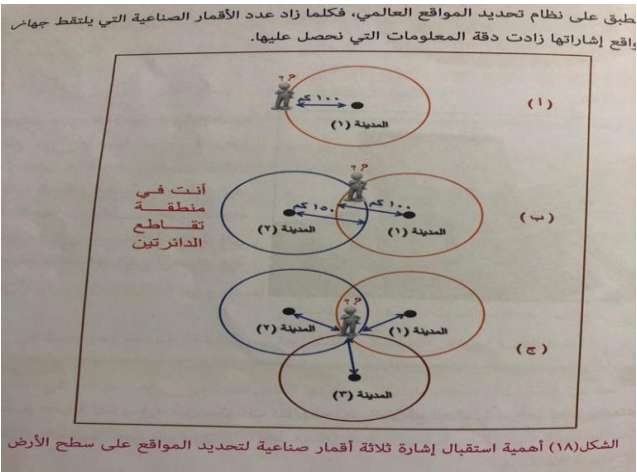 على نظام تحديد المواقع العالمي، فكلما زاد عدد الأقمار الصناعية التي يلتقط جهاز
إشاراتها زادت دقة المعلومات التي نحصل عليها.
(أ)
؟ ؟
١٠٠ كم
المدينة (١)
(ب)
؟ ؟
١٠٠ كم
١٥٠ كم
المدينة (١)
المدينة (٢)
أنت في
منطقة
تقاطع
الدائرتين
(ج)
؟ ؟
المدينة (١)
المدينة (٢)
المدينة (٣)
الشكل(١٨) أهمية استقبال إشارة ثلاثة أقمار صناعية لتحديد المواقع على سطح الأرض